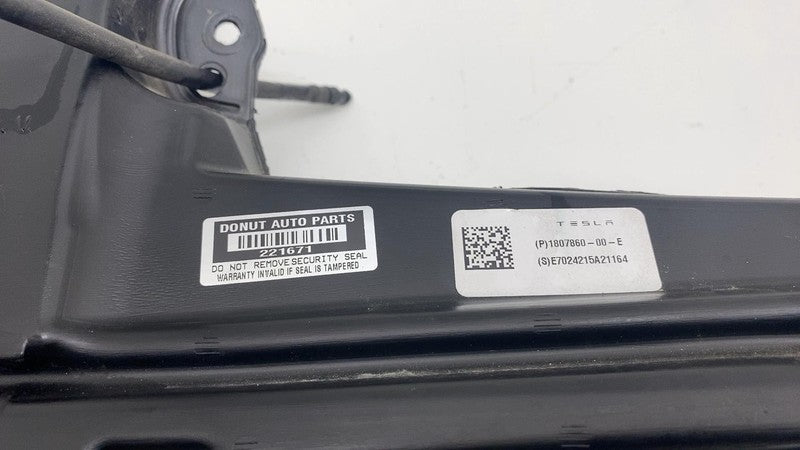 DONUT AUTO PARTS
221671
DO NOT REMOVE SECURITY SEAL
WARRANTY INVALID IF SEAL IS TAMPERED
TESLA
(P)1807860-00-E
(S)E7024215A21164